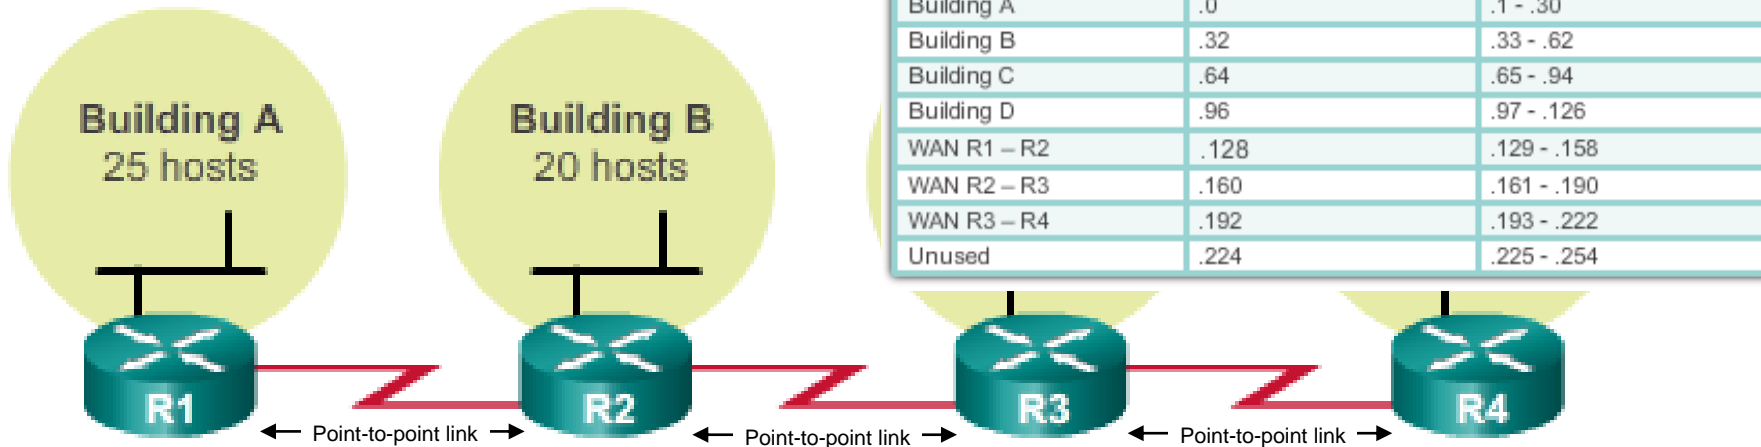 Building A .0 .1 - .30
Building B .32 .33 - .62
Building C .64 .65 - .94
Building D .96 .97 - .126
WAN R1 – R2 .128 .129 - .158
WAN R2 – R3 .160 .161 - .190
WAN R3 – R4 .192 .193 - .222
Unused .224 .225 - .254
Building A
25 hosts
Building B
20 hosts
R1
R2
R3
R4
Point-to-point link
Point-to-point link
Point-to-point link